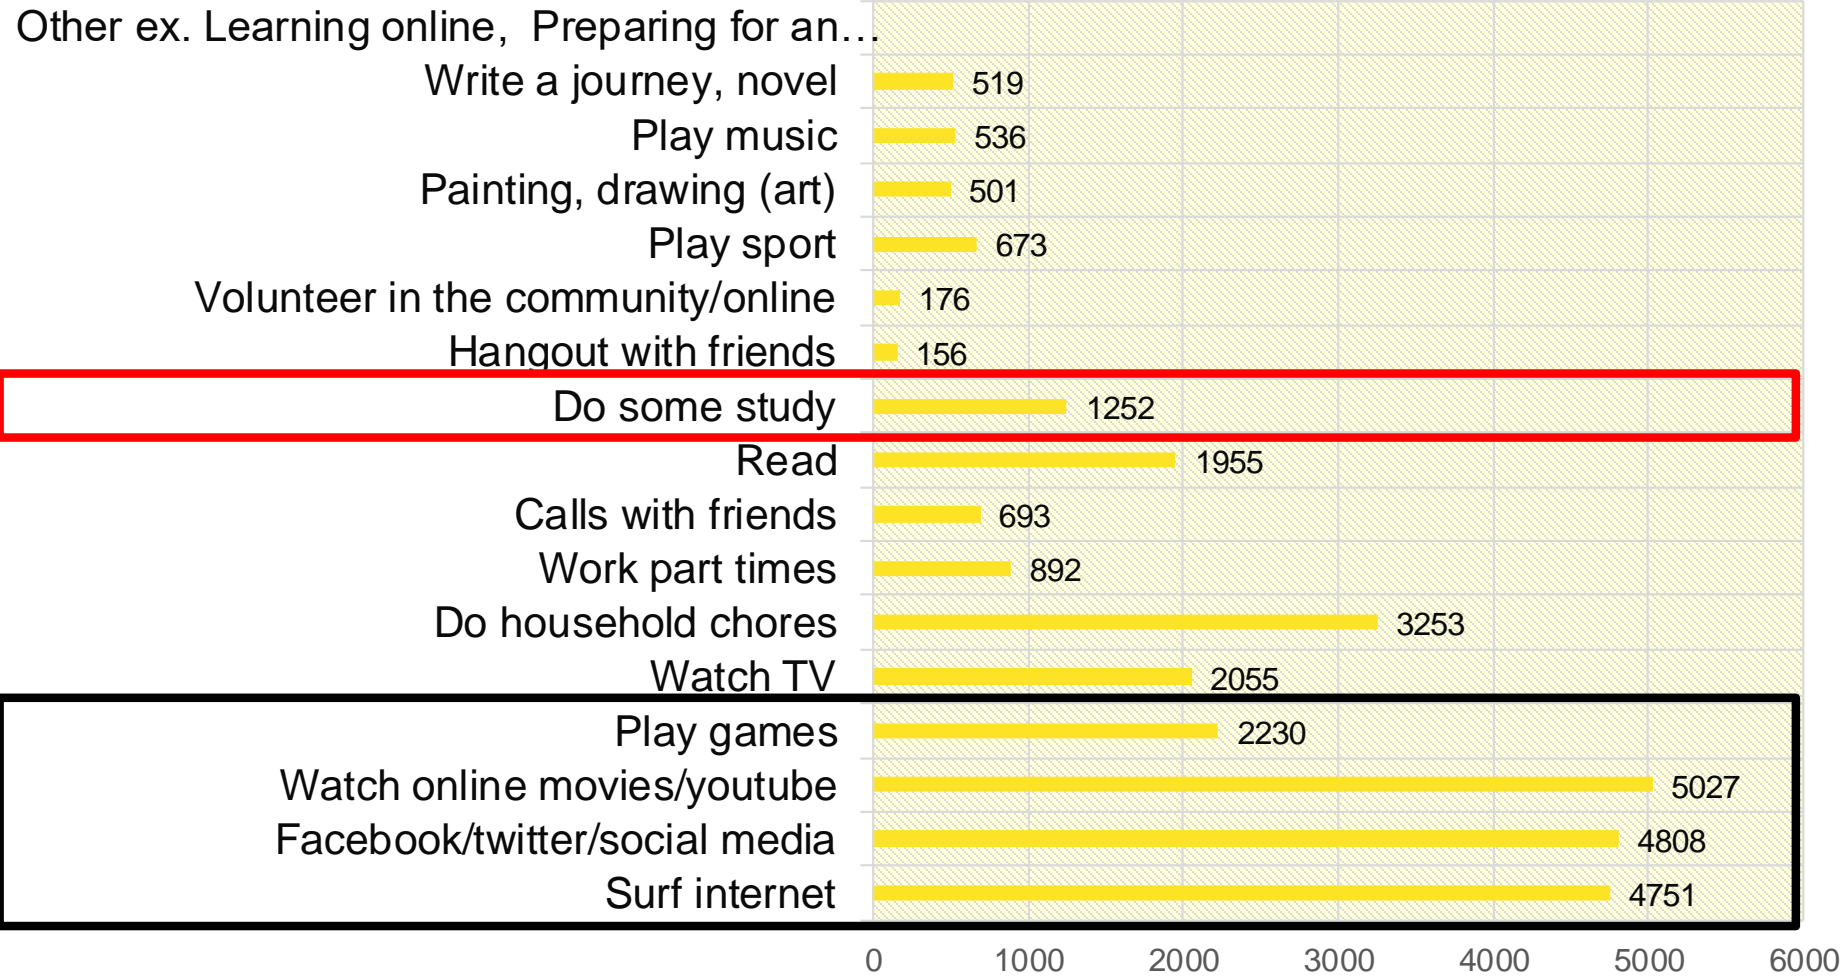 Other ex. Learning online, Preparing for an…
Write a journey, novel 519
Play music 536
Painting, drawing (art) 501
Play sport 673
Volunteer in the community/online 176
Hangout with friends 156
Do some study 1252
Read 1955
Calls with friends 693
Work part times 892
Do household chores 3253
Watch TV 2055
Play games 2230
Watch online movies/youtube 5027
Facebook/twitter/social media 4808
Surf internet 4751
0 1000 2000 3000 4000 5000 6000